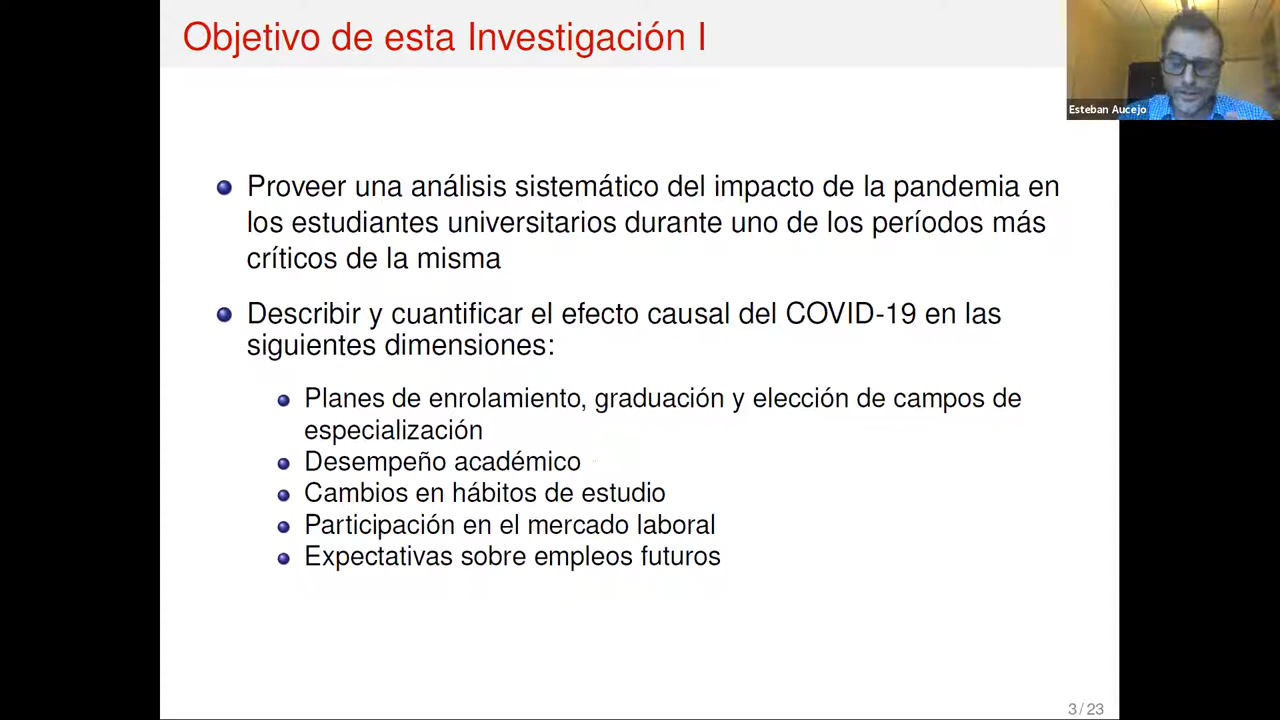 Objetivo de esta Investigación I
Esteban Aucejo
Proveer una análisis sistemático del impacto de la pandemia en
los estudiantes universitarios durante uno de los períodos más
críticos de la misma
Describir y cuantificar el efecto causal del COVID-19 en las
siguientes dimensiones:
Planes de enrolamiento, graduación y elección de campos de
especialización
Desempeño académico
Cambios en hábitos de estudio
Participación en el mercado laboral
Expectativas sobre empleos futuros
3 / 23